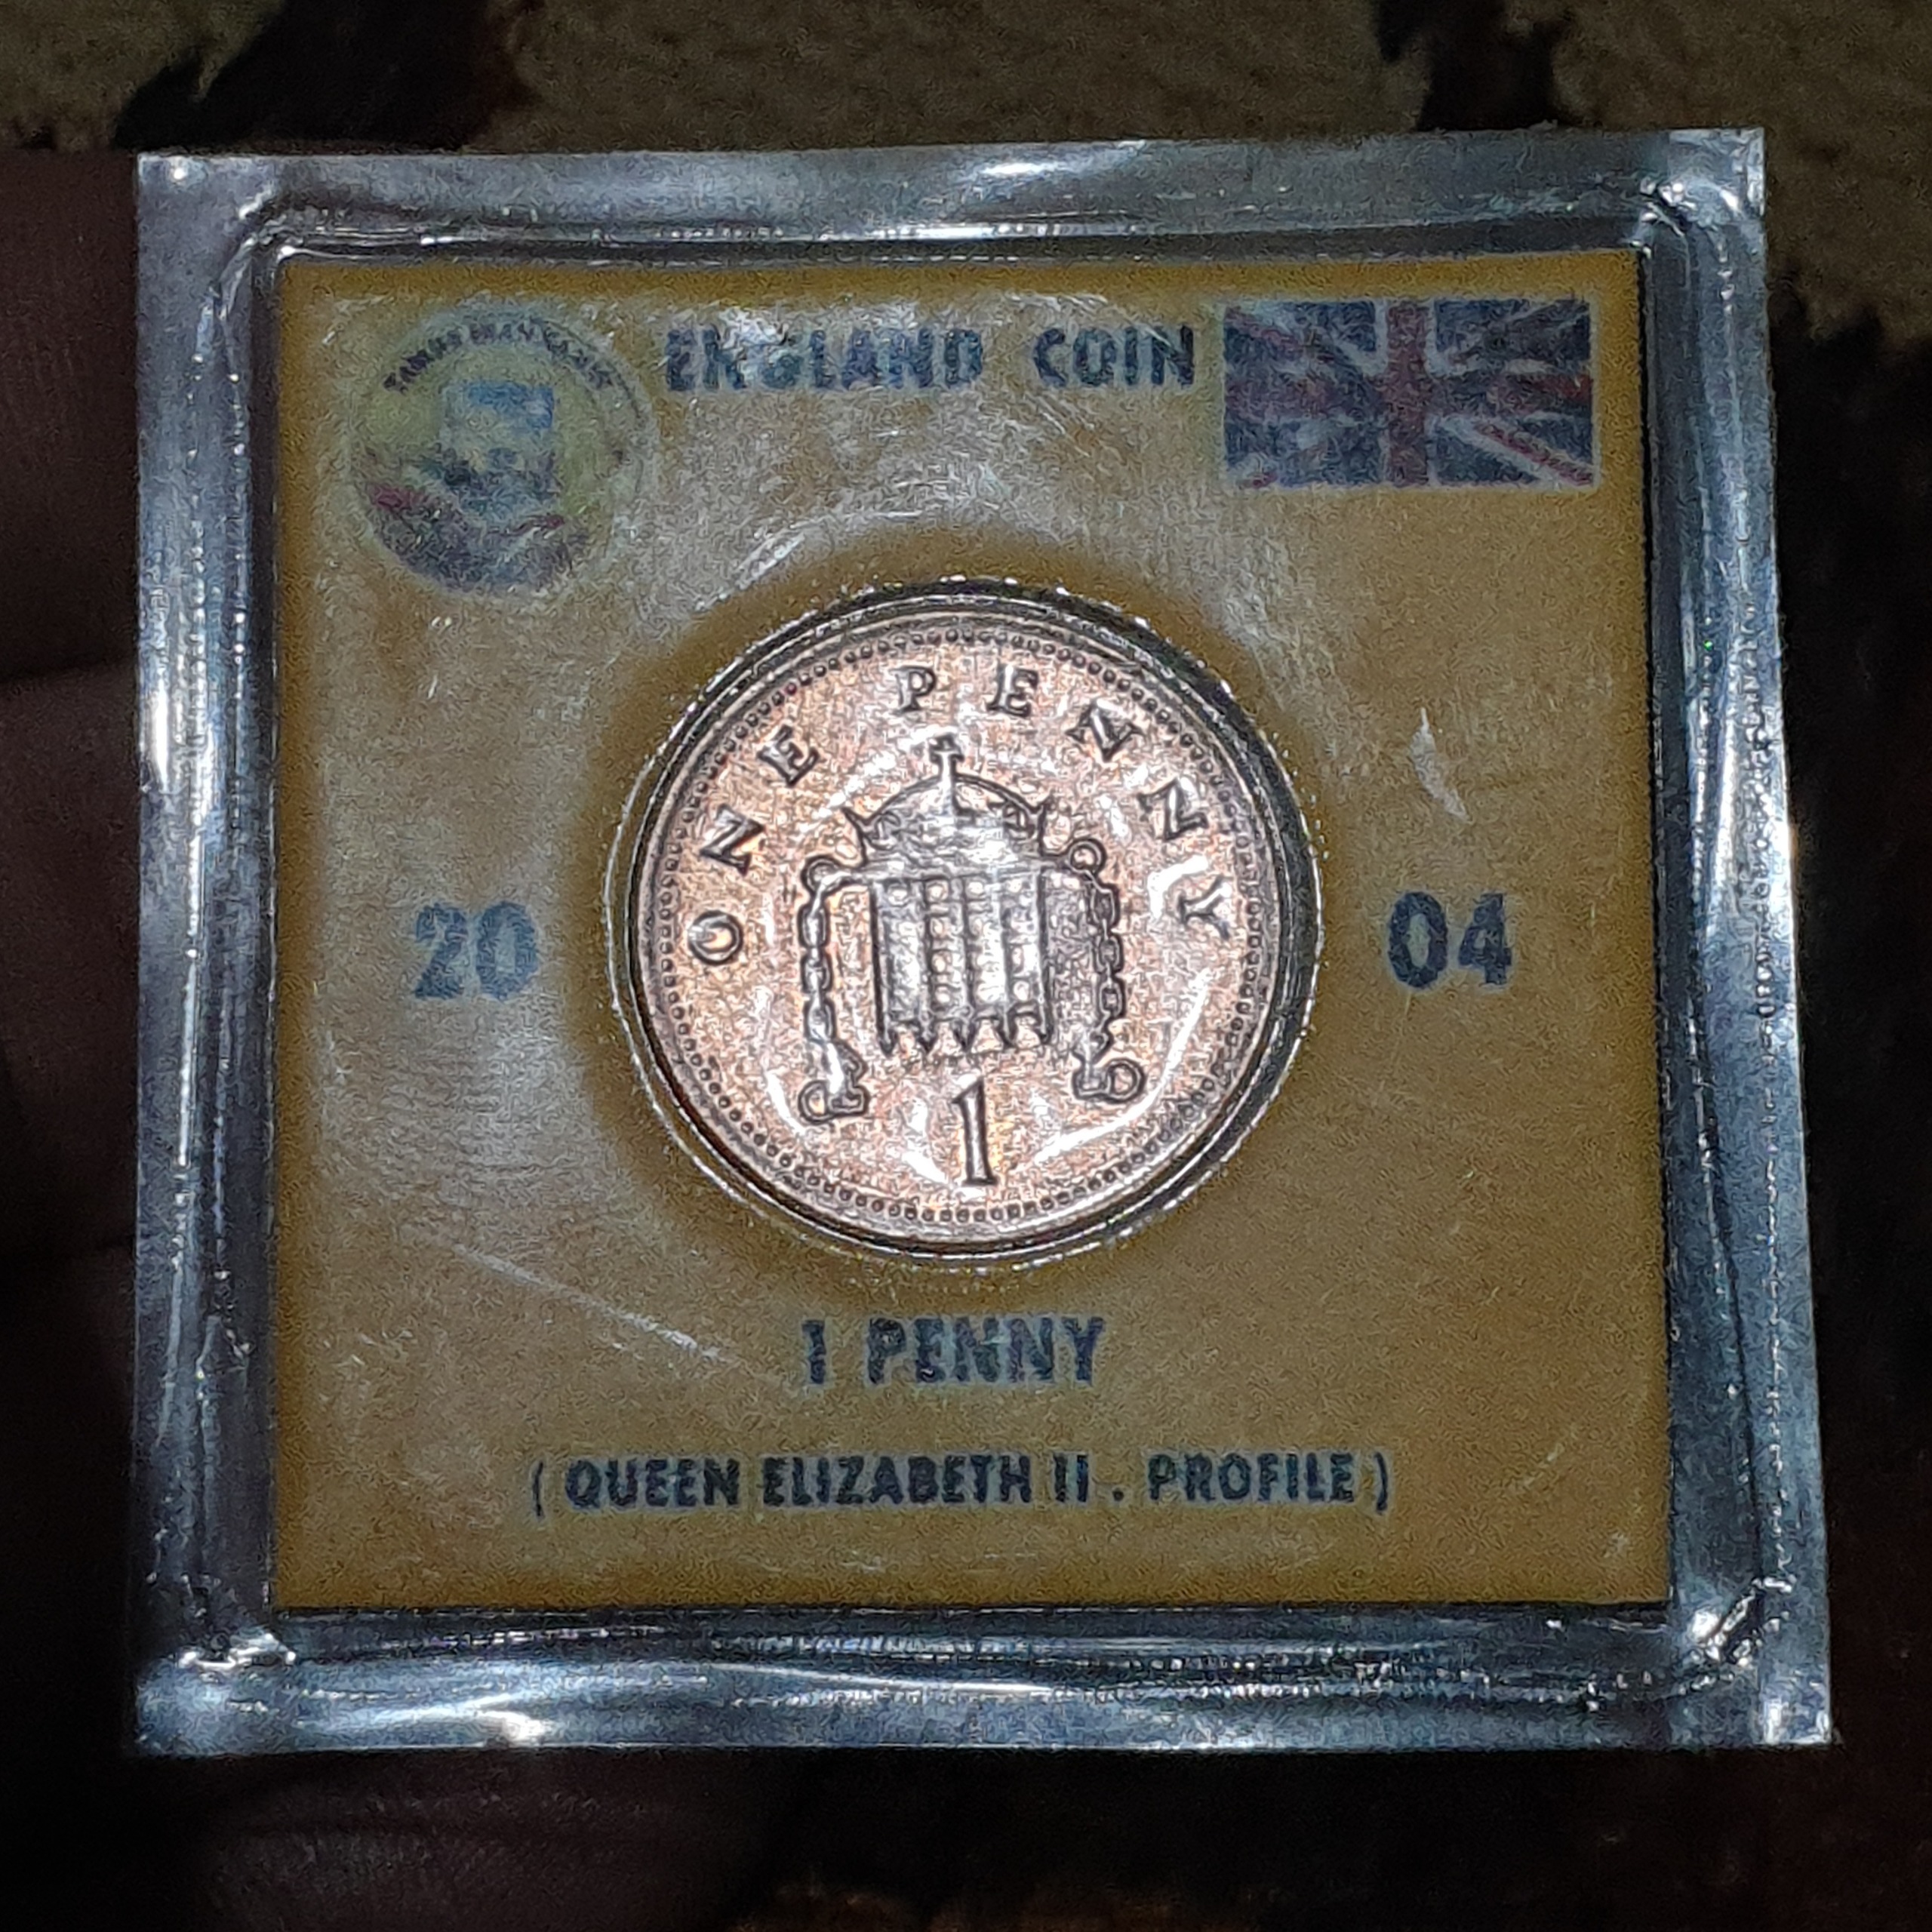 ENGLAND COIN
ONE PENNY
20 04
1
1 PENNY
( QUEEN ELIZABETH II . PROFILE )